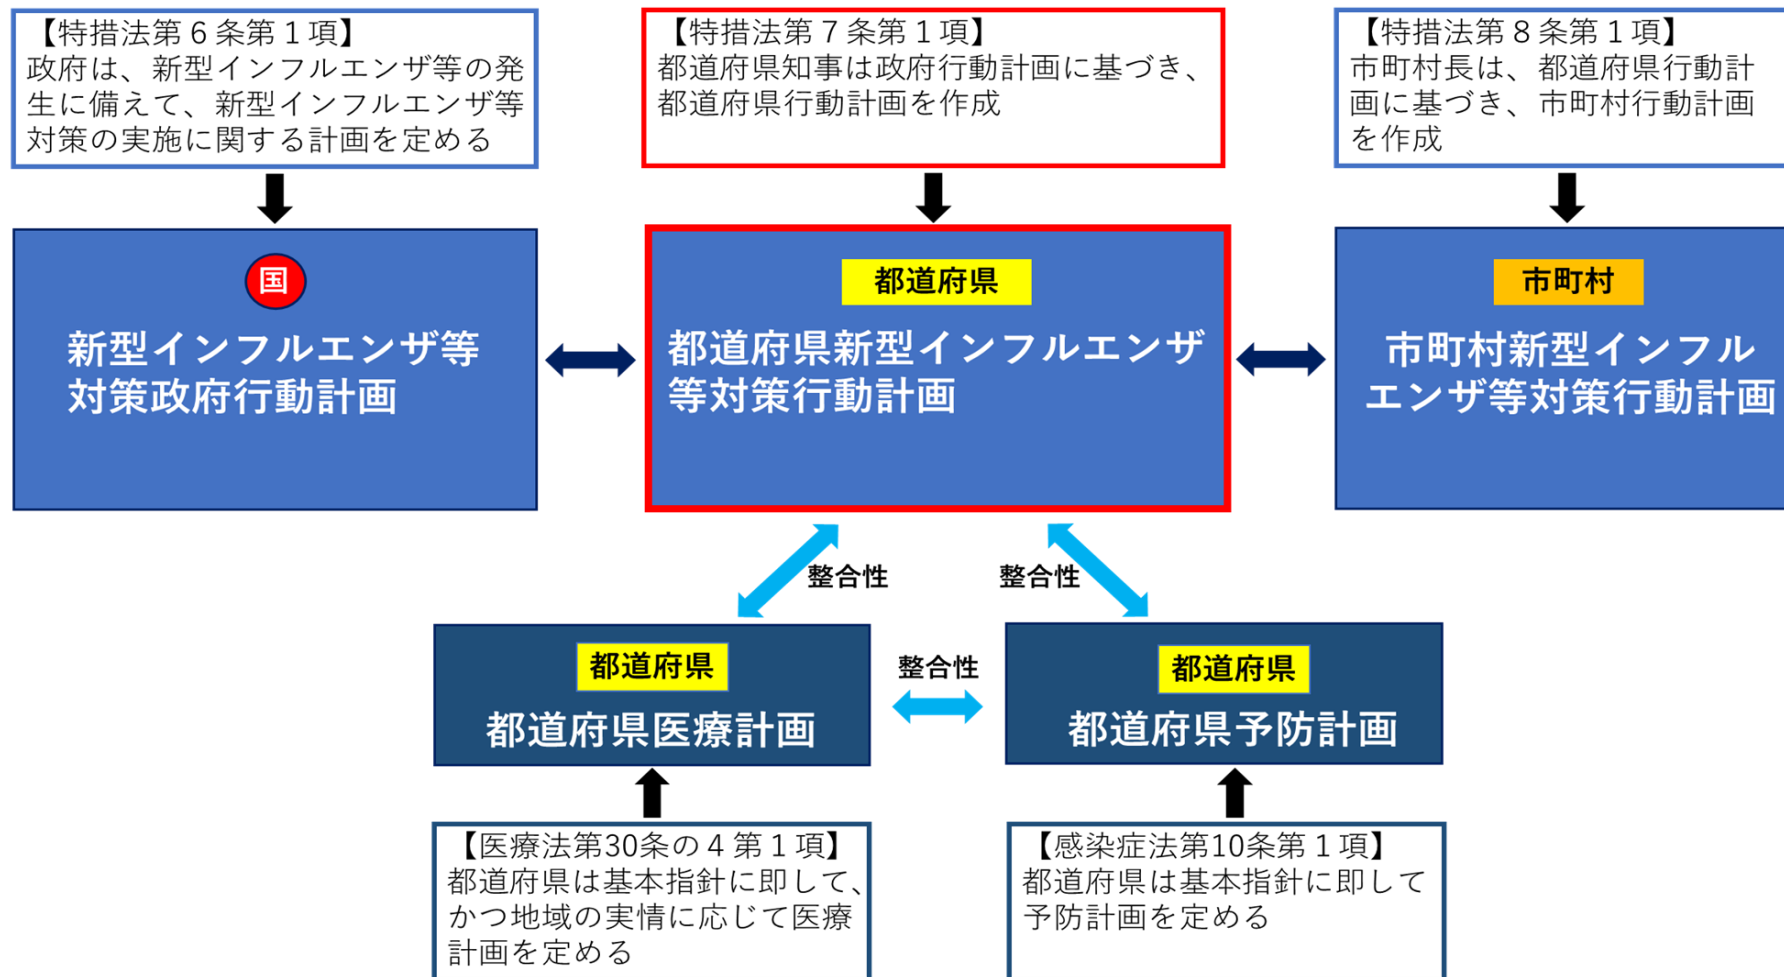 【特措法第６条第１項】
政府は、新型インフルエンザ等の発
生に備えて、新型インフルエンザ等
対策の実施に関する計画を定める
【特措法第７条第１項】
都道府県知事は政府行動計画に基づき、
都道府県行動計画を作成
【特措法第８条第１項】
市町村長は、都道府県行動計
画に基づき、市町村行動計画
を作成
国
新型インフルエンザ等
対策政府行動計画
都道府県
都道府県新型インフルエンザ
等対策行動計画
市町村
市町村新型インフル
エンザ等対策行動計画
整合性
整合性
都道府県
都道府県医療計画
整合性
都道府県
都道府県予防計画
【医療法第30条の４第１項】
都道府県は基本指針に即して、
かつ地域の実情に応じて医療
計画を定める
【感染症法第10条第１項】
都道府県は基本指針に即して
予防計画を定める